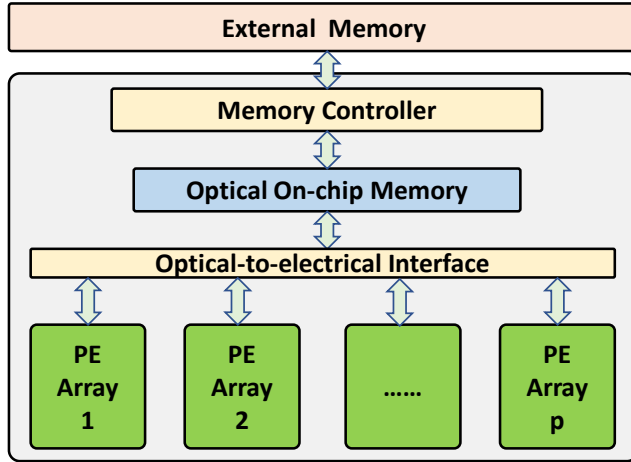 External Memory
Memory Controller
Optical On-chip Memory
Optical-to-electrical Interface
PE
Array
1
PE
Array
2
......
PE
Array
p